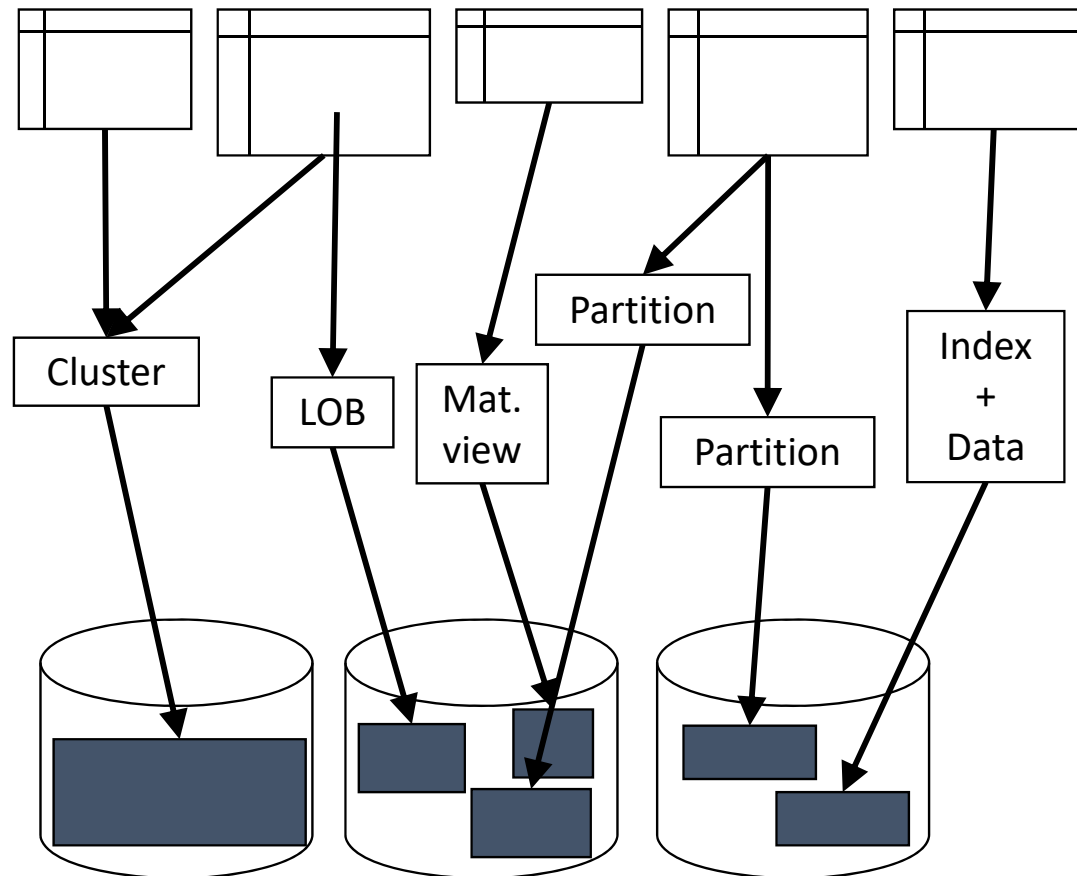 Partition
Cluster
LOB
Mat.
view
Partition
Index
+
Data